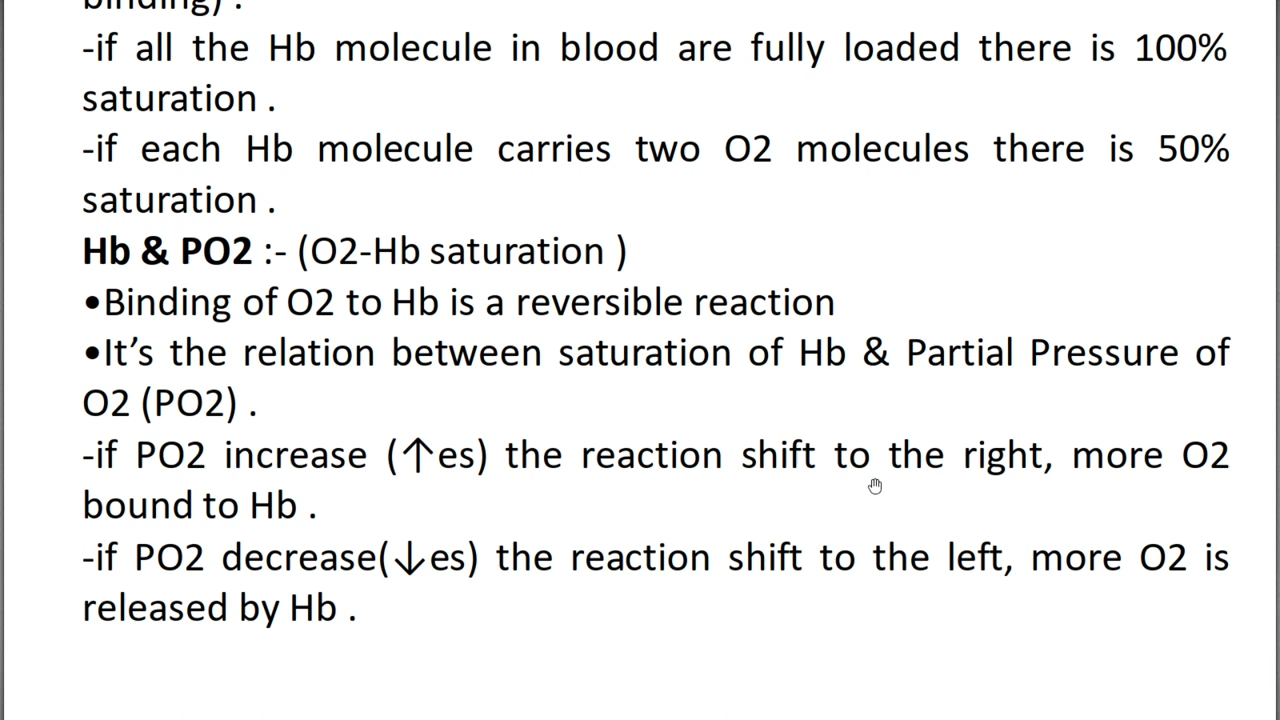 binding) .
-if all the Hb molecule in blood are fully loaded there is 100%
saturation .
-if each Hb molecule carries two O2 molecules there is 50%
saturation .
Hb & PO2 :- (O2-Hb saturation )
•Binding of O2 to Hb is a reversible reaction
•It’s the relation between saturation of Hb & Partial Pressure of
O2 (PO2) .
-if PO2 increase (↑es) the reaction shift to the right, more O2
bound to Hb .
-if PO2 decrease(↓es) the reaction shift to the left, more O2 is
released by Hb .